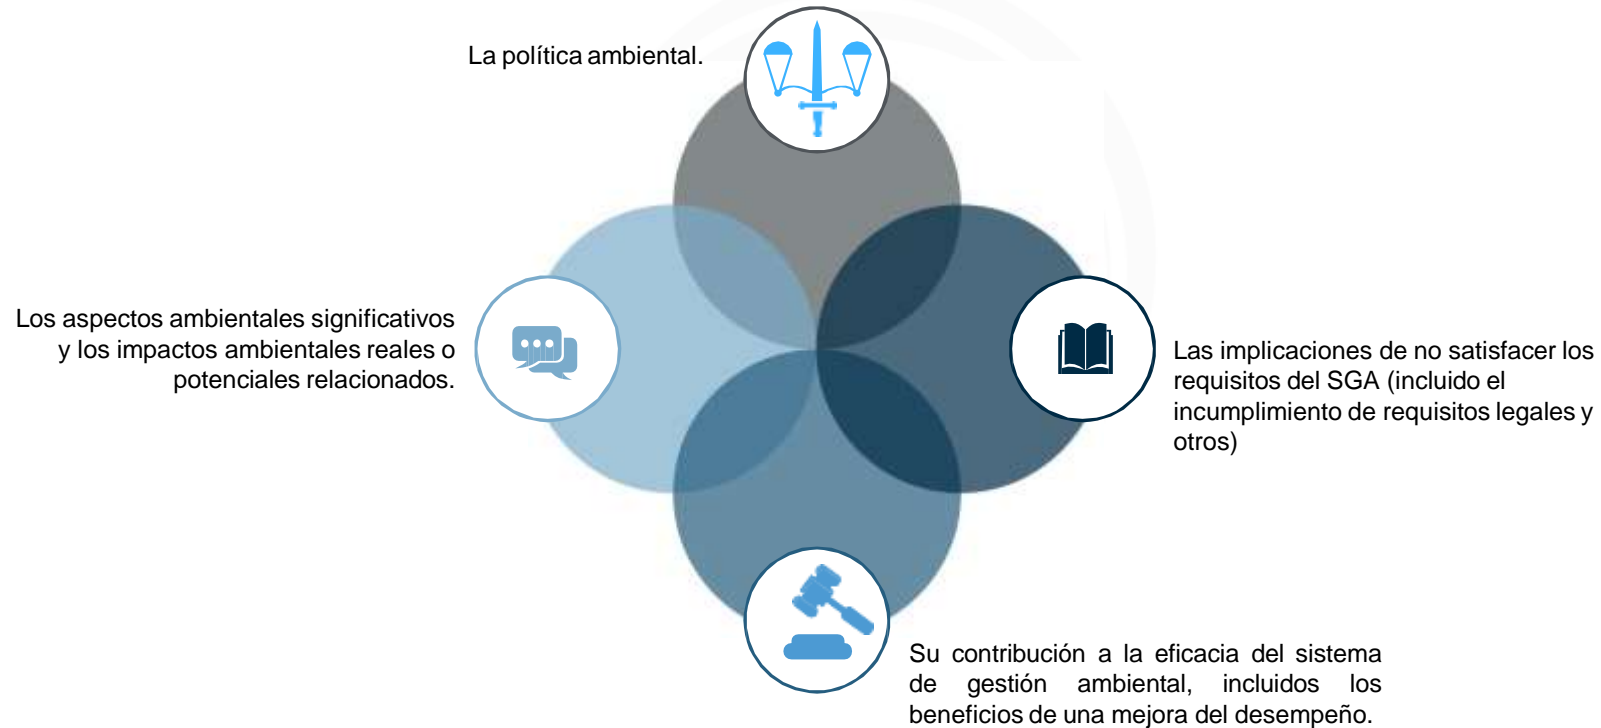 La política ambiental.
Los aspectos ambientales significativos
y los impactos ambientales reales o
potenciales relacionados.
Las implicaciones de no satisfacer los
requisitos del SGA (incluido el
incumplimiento de requisitos legales y
otros)
Su contribución a la eficacia del sistema
de gestión ambiental, incluidos los
beneficios de una mejora del desempeño.